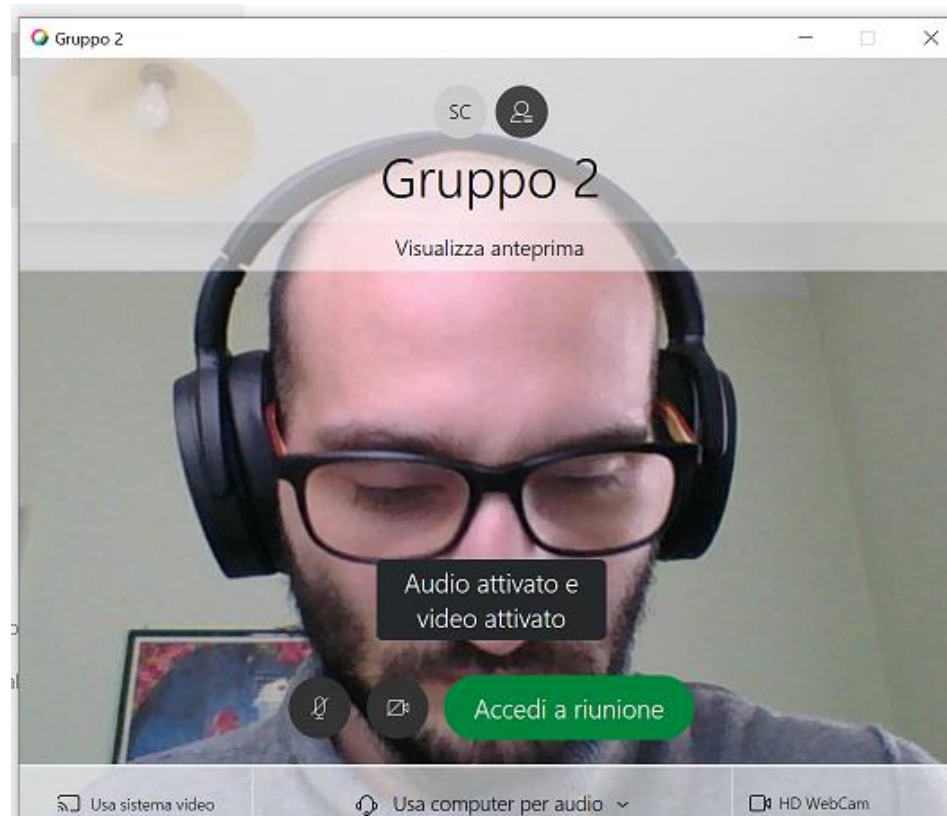 Gruppo 2
SC
Gruppo 2
Visualizza anteprima
Audio attivato e
video attivato
Accedi a riunione
Usa sistema video
Usa computer per audio
HD WebCam